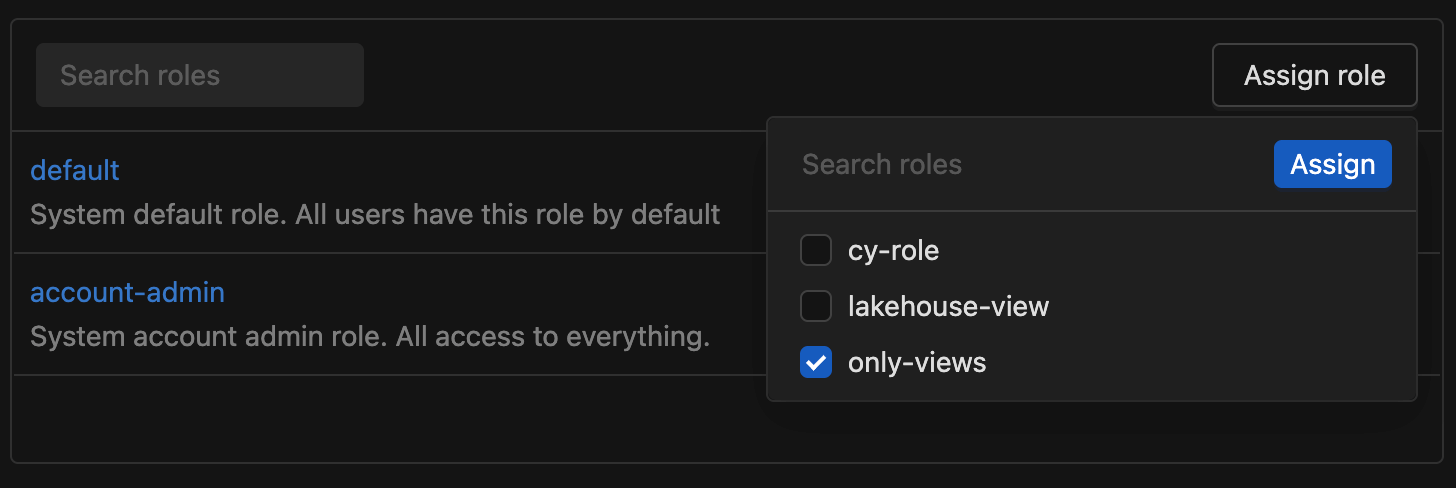 Search roles
Assign role
default
System default role. All users have this role by default
account-admin
System account admin role. All access to everything.
Search roles
Assign
cy-role
lakehouse-view
only-views